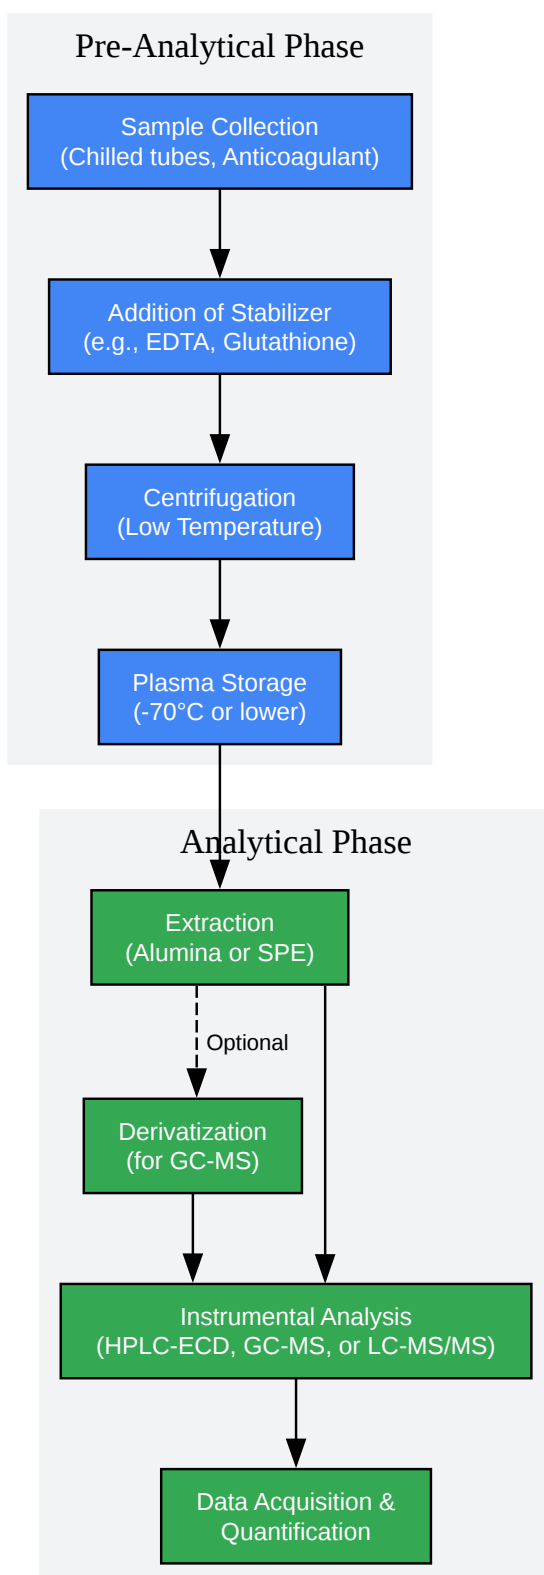 Pre-Analytical Phase
Sample Collection
(Chilled tubes, Anticoagulant)
Addition of Stabilizer
(e.g., EDTA, Glutathione)
Centrifugation
(Low Temperature)
Plasma Storage
(-70°C or lower)
Analytical Phase
Extraction
(Alumina or SPE)
Optional
Derivatization
(for GC-MS)
Instrumental Analysis
(HPLC-ECD, GC-MS, or LC-MS/MS)
Data Acquisition &
Quantification